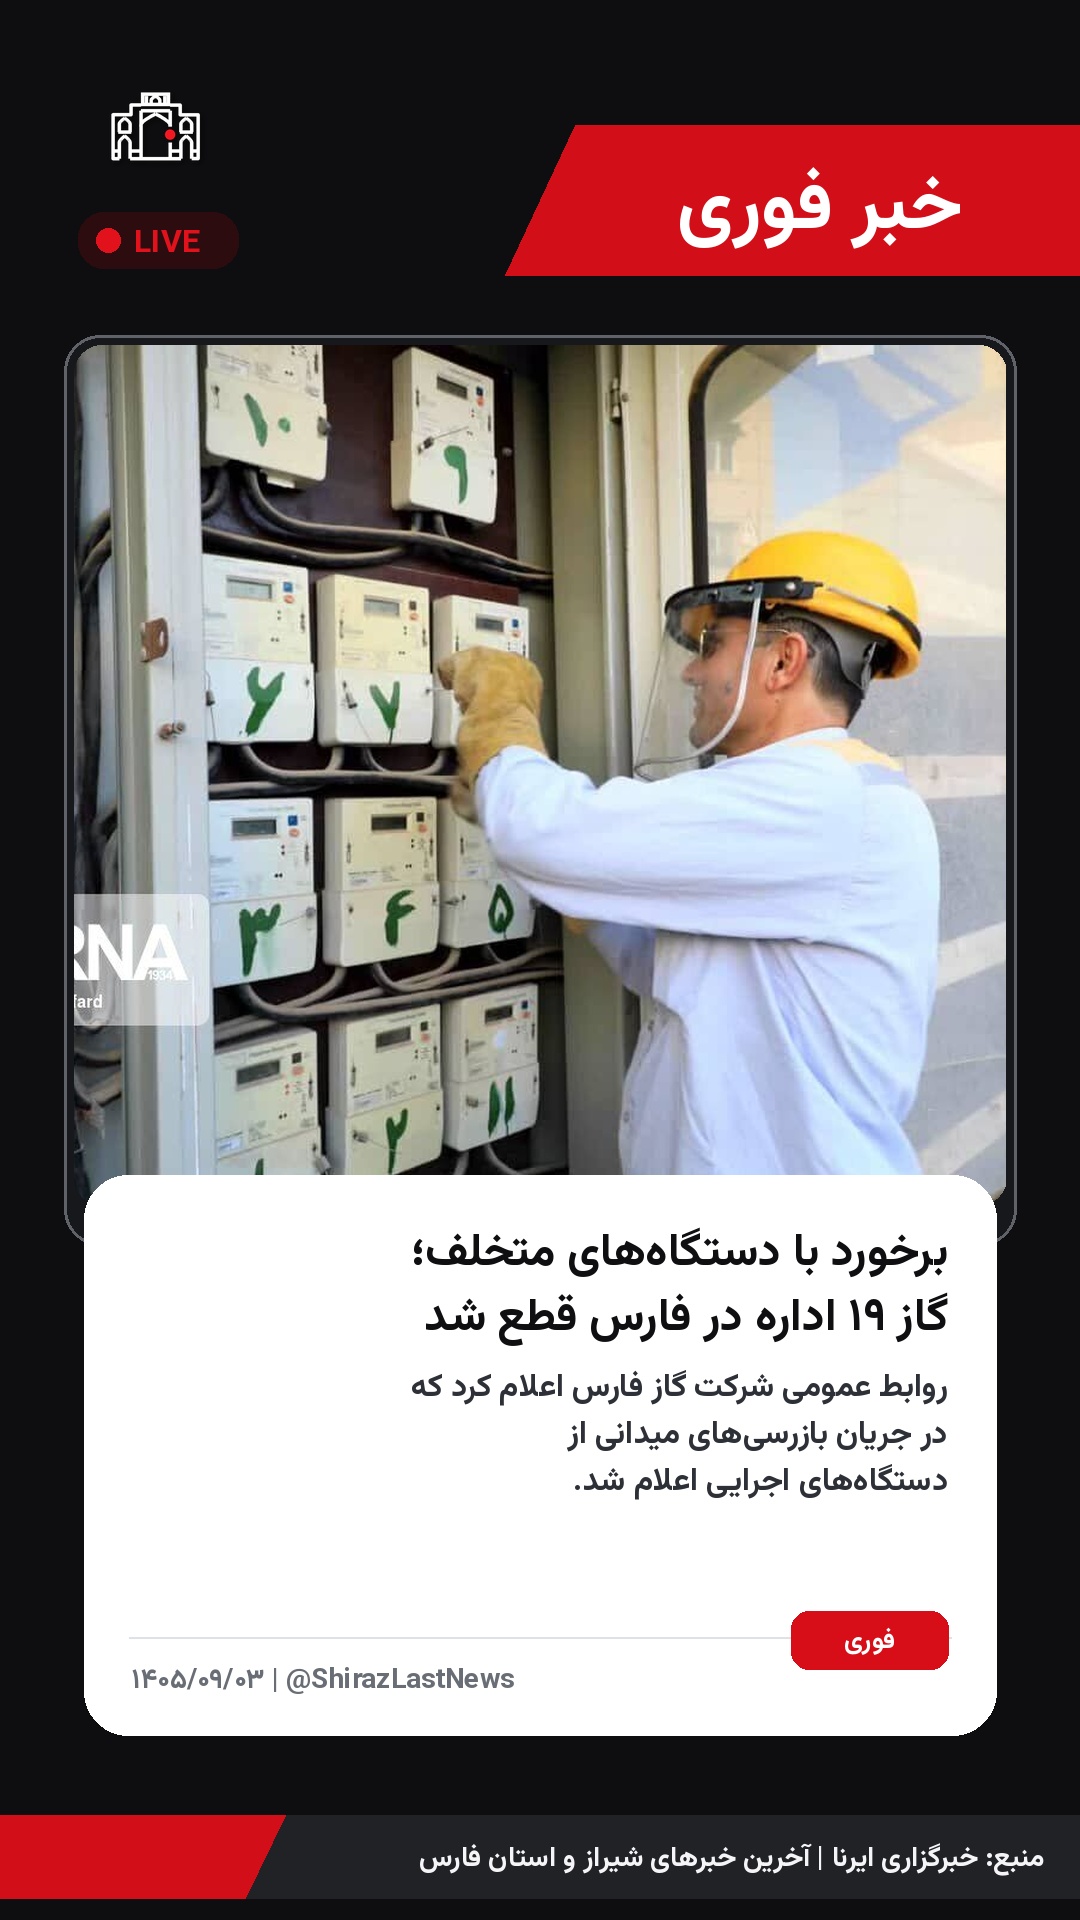 LIVE
خبر فوری
۱۰
۹
۶
۷
۳
۴
۵
۲
۱۱
RNA
1934
fard
برخورد با دستگاه‌های متخلف؛
گاز ۱۹ اداره در فارس قطع شد
روابط عمومی شرکت گاز فارس اعلام کرد که
در جریان بازرسی‌های میدانی از
دستگاه‌های اجرایی اعلام شد.
فوری
۱۴۰۵/۰۹/۰۳ | @ShirazLastNews
منبع: خبرگزاری ایرنا | آخرین خبرهای شیراز و استان فارس